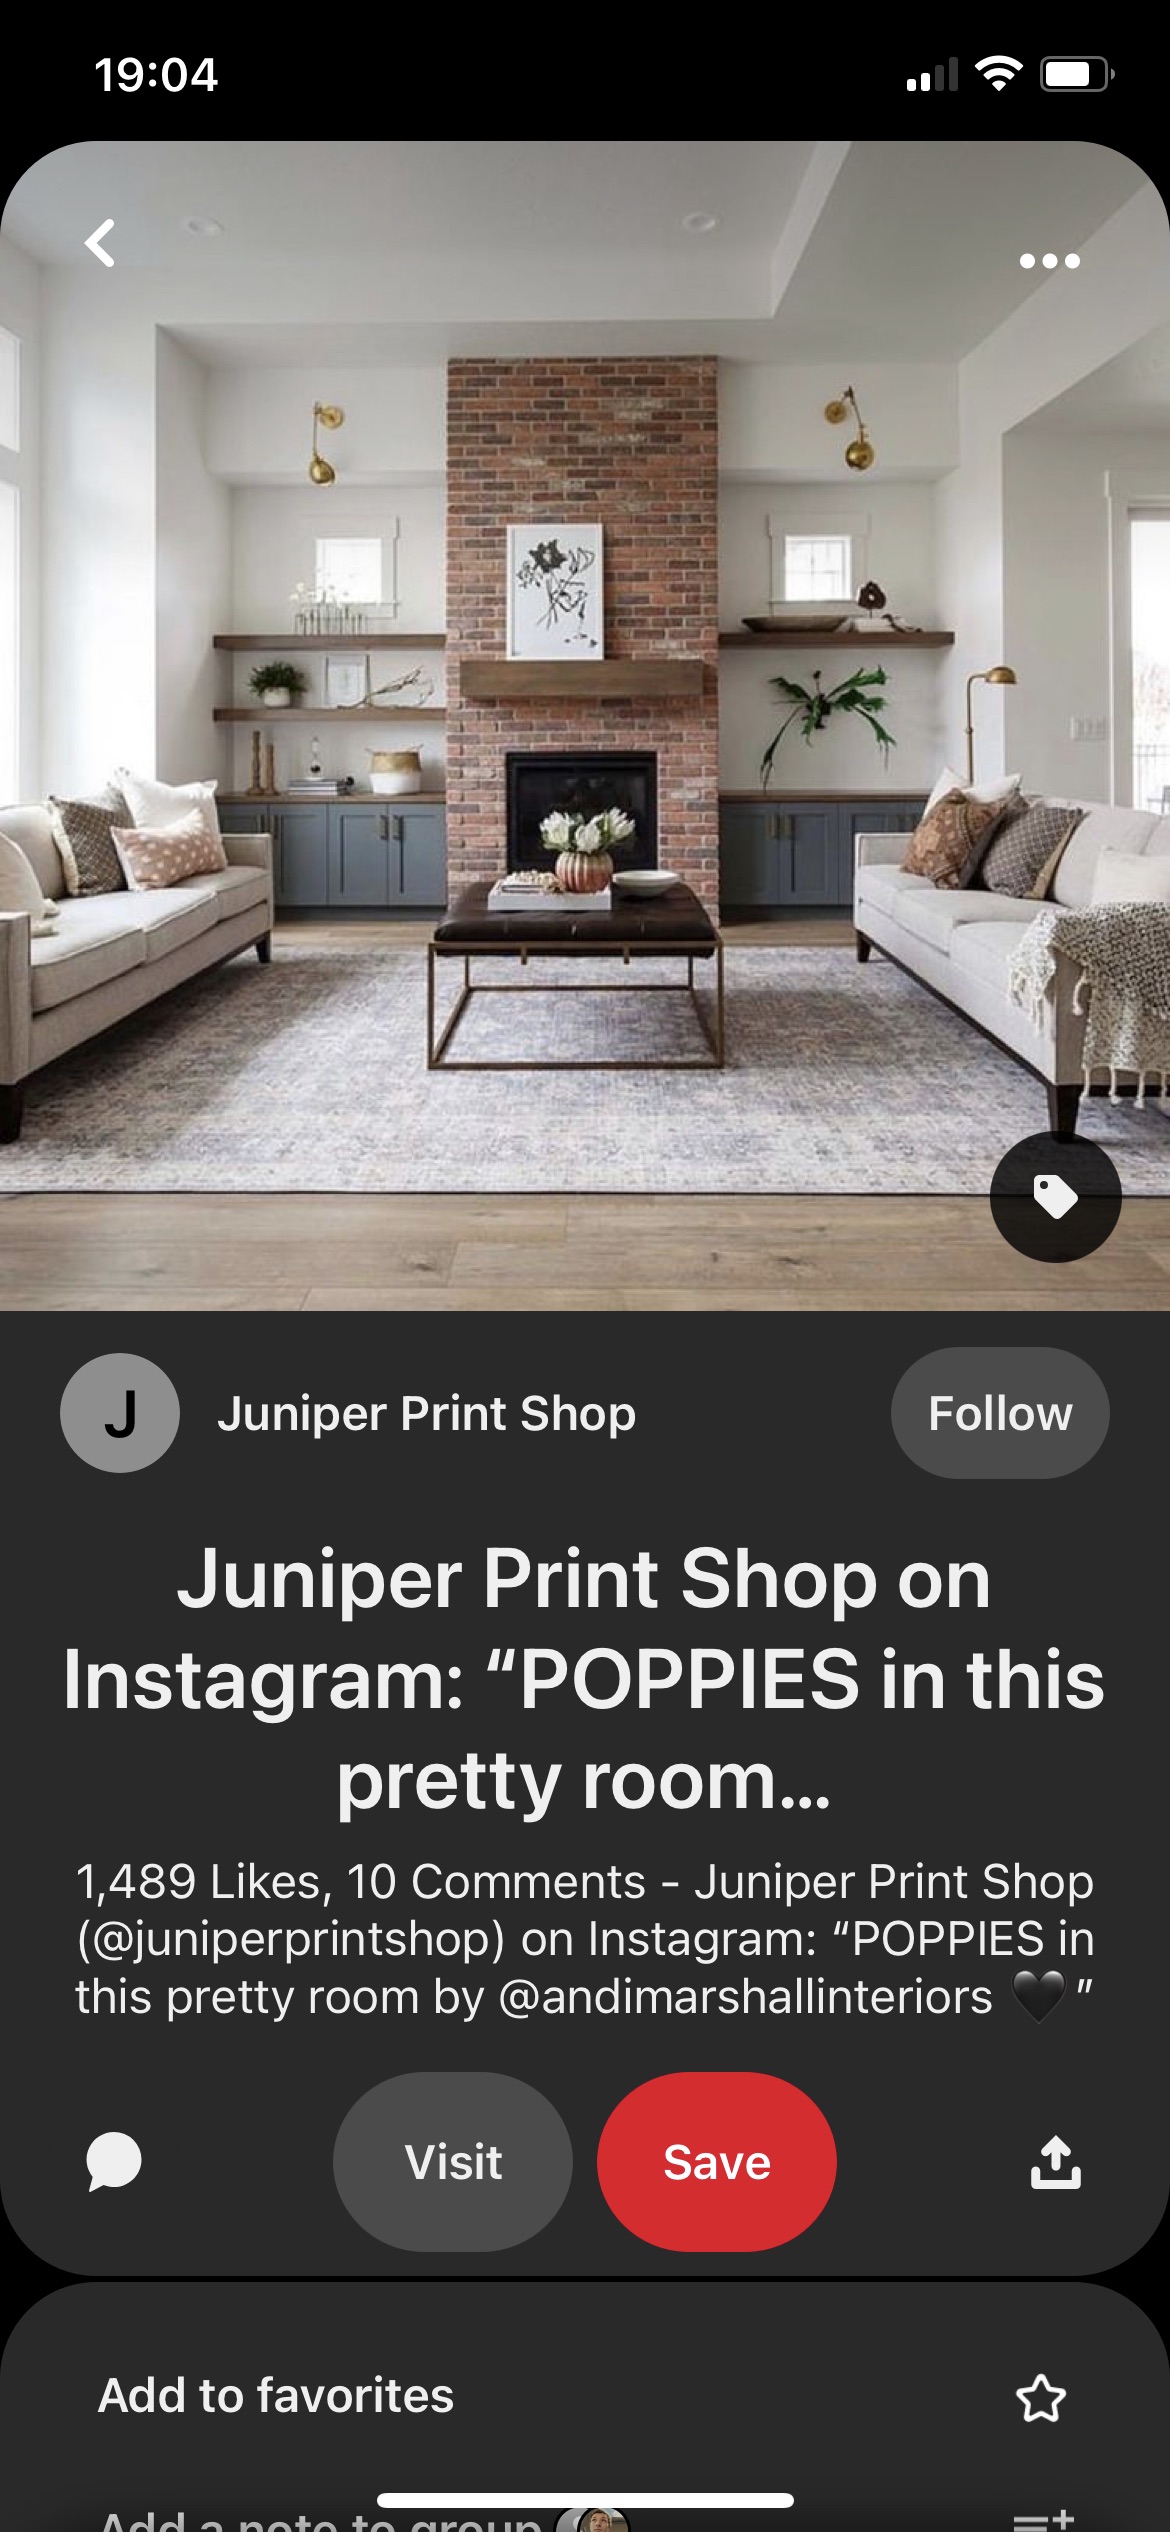 19:04
J
Juniper Print Shop
Follow
Juniper Print Shop on
Instagram: “POPPIES in this
pretty room...
1,489 Likes, 10 Comments - Juniper Print Shop
(@juniperprintshop) on Instagram: “POPPIES in
this pretty room by @andimarshallinteriors 🖤”
Visit
Save
Add to favorites
Add a note to group